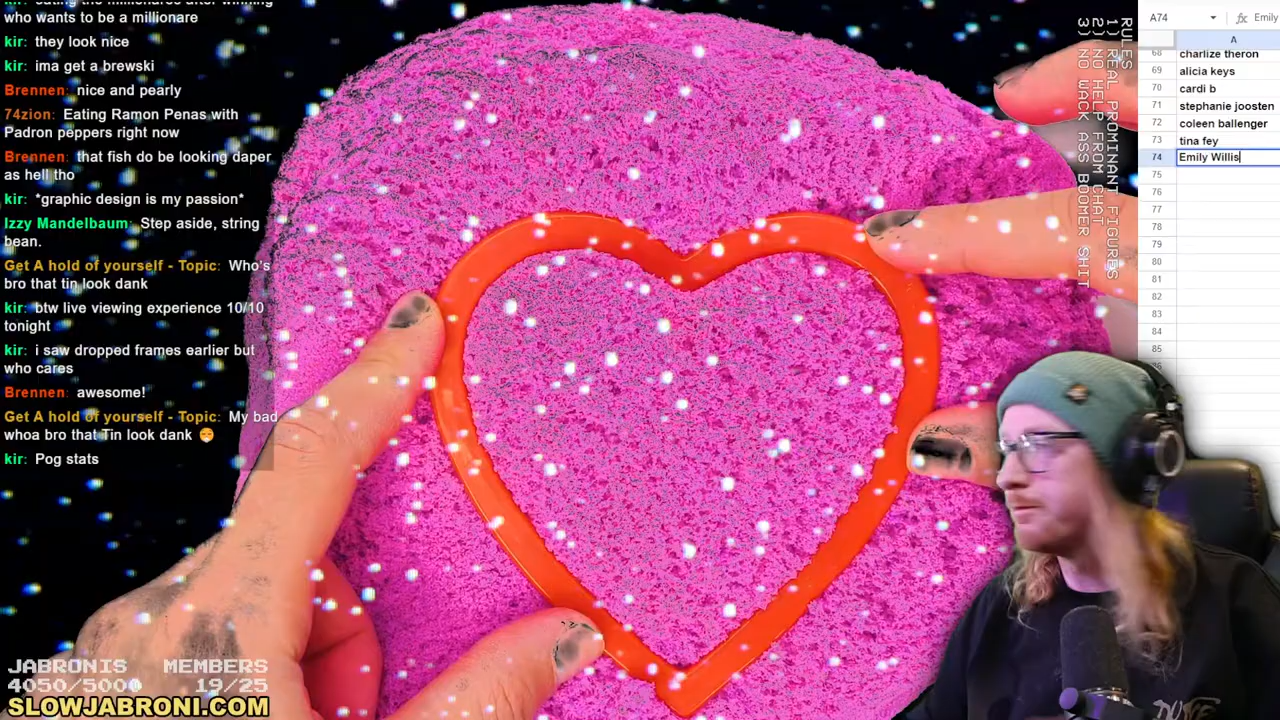 who wants to be a millionare
kir: they look nice
kir: ima get a brewski
Brennen: nice and pearly
74zion: Eating Ramon Penas with
Padron peppers right now
Brennen: that fish do be looking daper
as hell tho
kir: *graphic design is my passion*
Izzy Mandelbaum: Step aside, string
bean.
Get A hold of yourself - Topic: Who's
bro that tin look dank
kir: btw live viewing experience 10/10
tonight
kir: i saw dropped frames earlier but
who cares
Brennen: awesome!
Get A hold of yourself - Topic: My bad
whoa bro that Tin look dank 😁
kir: Pog stats
JABRONIS MEMBERS
4050/5000 19/25
SLOWJABRONI.COM
RULES
1) REAL PROMINANT FIGURES
2) NO HELP FROM CHAT
3) NO WACK ASS BOOMER SHIT
A74 fx Emily
A
68 charlize theron
69 alicia keys
70 cardi b
71 stephanie joosten
72 coleen ballenger
73 tina fey
74 Emily Willis
75
76
77
78
79
80
81
82
83
84
85